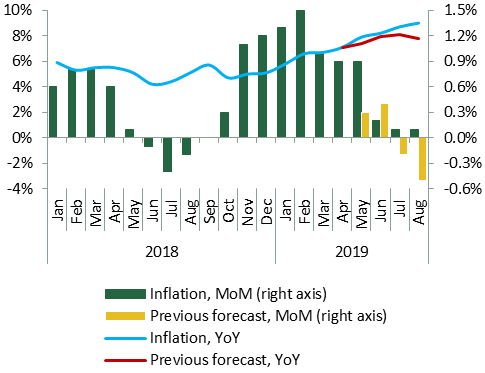 10% 1.5%
8% 1.2%
6% 0.9%
4% 0.6%
2% 0.3%
0% 0.0%
-2% -0.3%
-4% -0.6%
Jan Feb Mar Apr May Jun Jul Aug Sep Oct Nov Dec Jan Feb Mar Apr May Jun Jul Aug
2018 2019
Inflation, MoM (right axis)
Previous forecast, MoM (right axis)
Inflation, YoY
Previous forecast, YoY